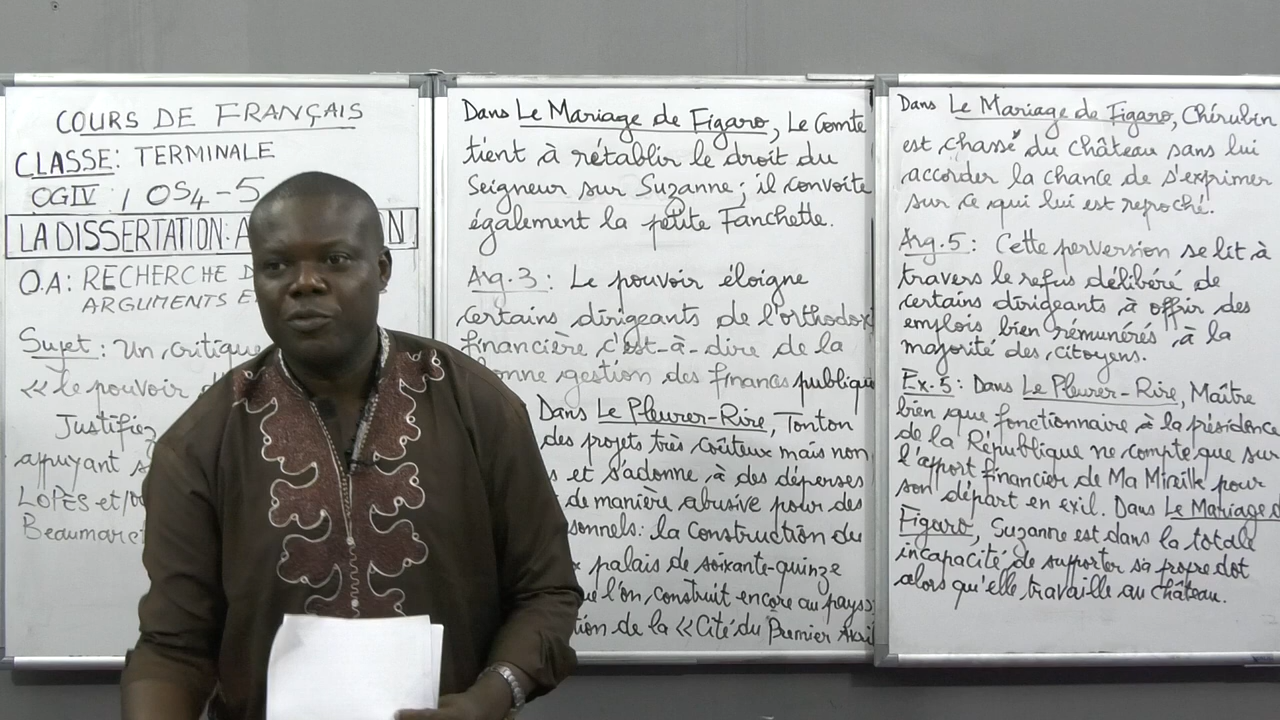 COURS DE FRANÇAIS
CLASSE: TERMINALE
OGIV / OS4-5
LA DISSERTATION:
O.A: RECHERCHE
ARGUMENTS
Sujet: Un critique
« le pouvoir
Justifiez
appuyant
LOPÈS et/ou
Beaumarc
Dans Le Mariage de Figaro, Le Comte
tient à rétablir le droit du
Seigneur sur Suzanne; il convoite
également la petite Fanchette.
Arg.3: Le pouvoir éloigne
certains dirigeants de l'orthodox
financière c'est-à-dire de la
onne gestion des finances publiqu
Dans Le Pleurer-Rire, Tonton
des projets très coûteux mais non
s et s'adonne à des dépenses
de manière abusive pour des
sonnels: la construction du
palais de soixante-quinze
l'on construit encore au pays;
tion de la « Cité du Premier Avril
Dans Le Mariage de Figaro, Chérubin
est chassé du château sans lui
accorder la chance de s'exprimer
sur ce qui lui est reproché.
Arg.5: Cette perversion se lit à
travers le refus délibéré de
certains dirigeants à offrir des
emplois bien rémunérés à la
majorité des citoyens.
Ex.5: Dans Le Pleurer-Rire, Maître
bien que fonctionnaire à la présidence
de la République ne compte que sur
l'apport financier de Ma Mireille pour
son départ en exil. Dans Le Mariage d
Figaro, Suzanne est dans la totale
incapacité de supporter sa propre dot
alors qu'elle travaille au château.